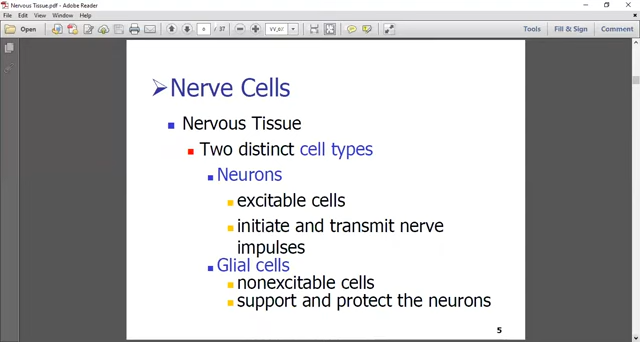 Nervous Tissue.pdf - Adobe Reader
File Edit View Window Help
Open 6 / 37 Tools Fill & Sign Comment
Nerve Cells
Nervous Tissue
Two distinct cell types
Neurons
excitable cells
initiate and transmit nerve
impulses
Glial cells
nonexcitable cells
support and protect the neurons
5